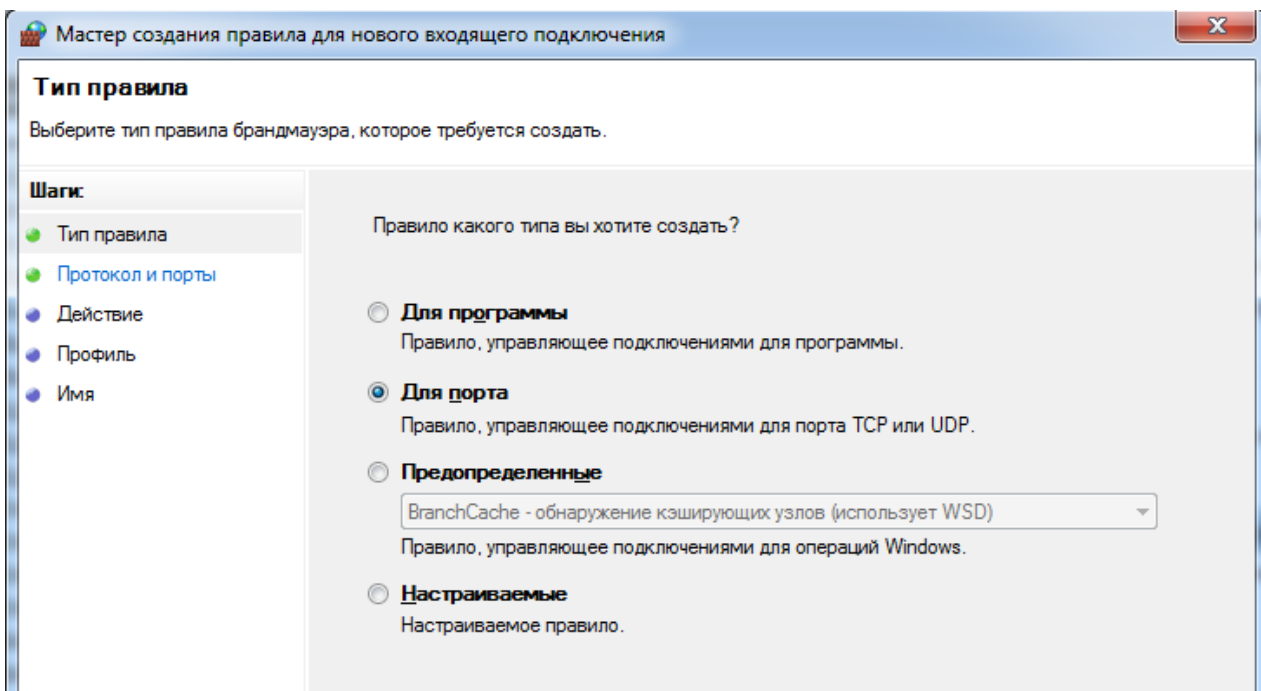 Мастер создания правила для нового входящего подключения
Тип правила
Выберите тип правила брандмауэра, которое требуется создать.
Шаги:
Тип правила
Протокол и порты
Действие
Профиль
Имя
Правило какого типа вы хотите создать?
Для программы
Правило, управляющее подключениями для программы.
Для порта
Правило, управляющее подключениями для порта TCP или UDP.
Предопределенные
BranchCache - обнаружение кэширующих узлов (использует WSD)
Правило, управляющее подключениями для операций Windows.
Настраиваемые
Настраиваемое правило.